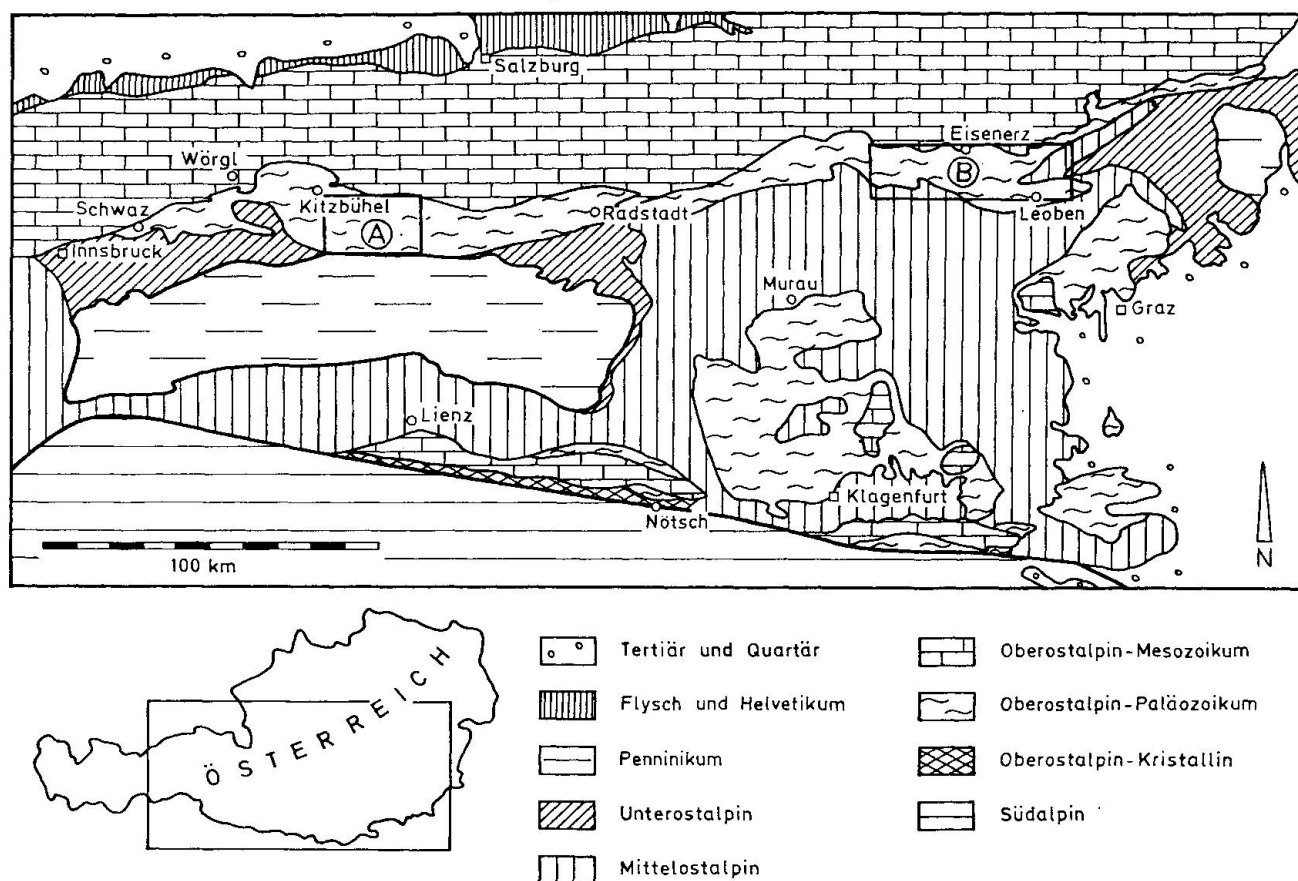 Salzburg
Eisenerz
Wörgl
B
Schwaz
Kitzbühel
A
Radstadt
Leoben
Innsbruck
Murau
Graz
Lienz
Klagenfurt
Nötsch
100 km
N
ÖSTERREICH
Tertiär und Quartär
Flysch und Helvetikum
Penninikum
Unterostalpin
Mittelostalpin
Oberostalpin-Mesozoikum
Oberostalpin-Paläozoikum
Oberostalpin-Kristallin
Südalpin